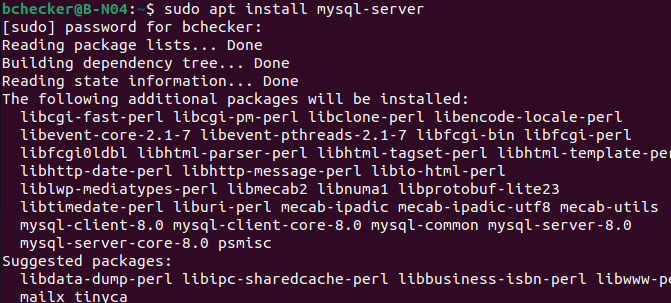 bchecker@B-N04:~$ sudo apt install mysql-server
[sudo] password for bchecker:
Reading package lists... Done
Building dependency tree... Done
Reading state information... Done
The following additional packages will be installed:
libcgi-fast-perl libcgi-pm-perl libclone-perl libencode-locale-perl
libevent-core-2.1-7 libevent-pthreads-2.1-7 libfcgi-bin libfcgi-perl
libfcgi0ldbl libhtml-parser-perl libhtml-tagset-perl libhtml-template-per
libhttp-date-perl libhttp-message-perl libio-html-perl
liblwp-mediatypes-perl libmecab2 libnuma1 libprotobuf-lite23
libtimedate-perl liburi-perl mecab-ipadic mecab-ipadic-utf8 mecab-utils
mysql-client-8.0 mysql-client-core-8.0 mysql-common mysql-server-8.0
mysql-server-core-8.0 psmisc
Suggested packages:
libdata-dump-perl libipc-sharedcache-perl libbusiness-isbn-perl libwww-pe
mailx tinyca